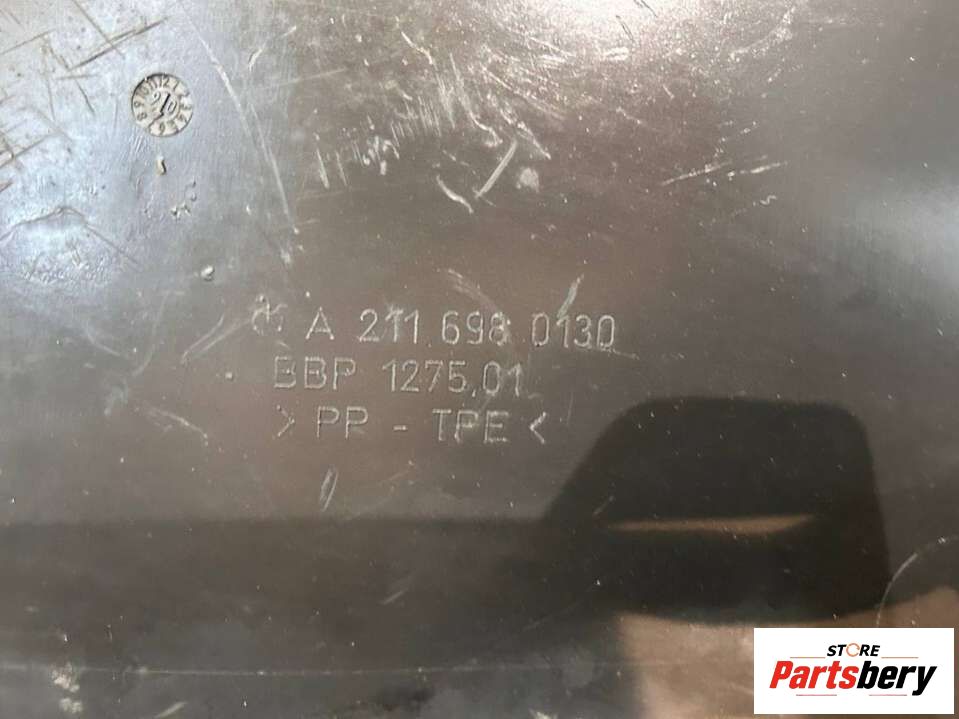 A 211 698 0130
BBP 1275,01
> PP - TPE <
STORE
Partsbery